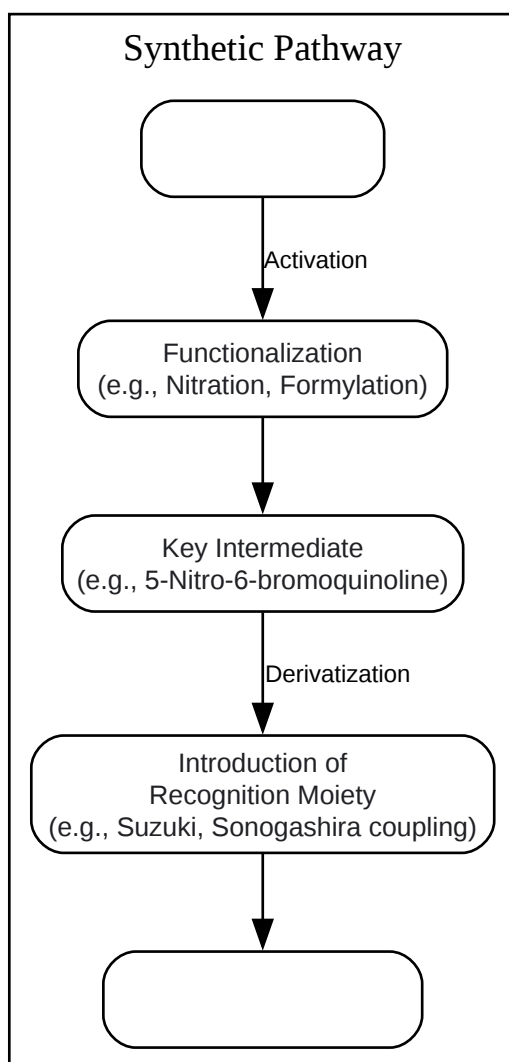 Synthetic Pathway
Activation
Functionalization
(e.g., Nitration, Formylation)
Key Intermediate
(e.g., 5-Nitro-6-bromoquinoline)
Derivatization
Introduction of
Recognition Moiety
(e.g., Suzuki, Sonogashira coupling)